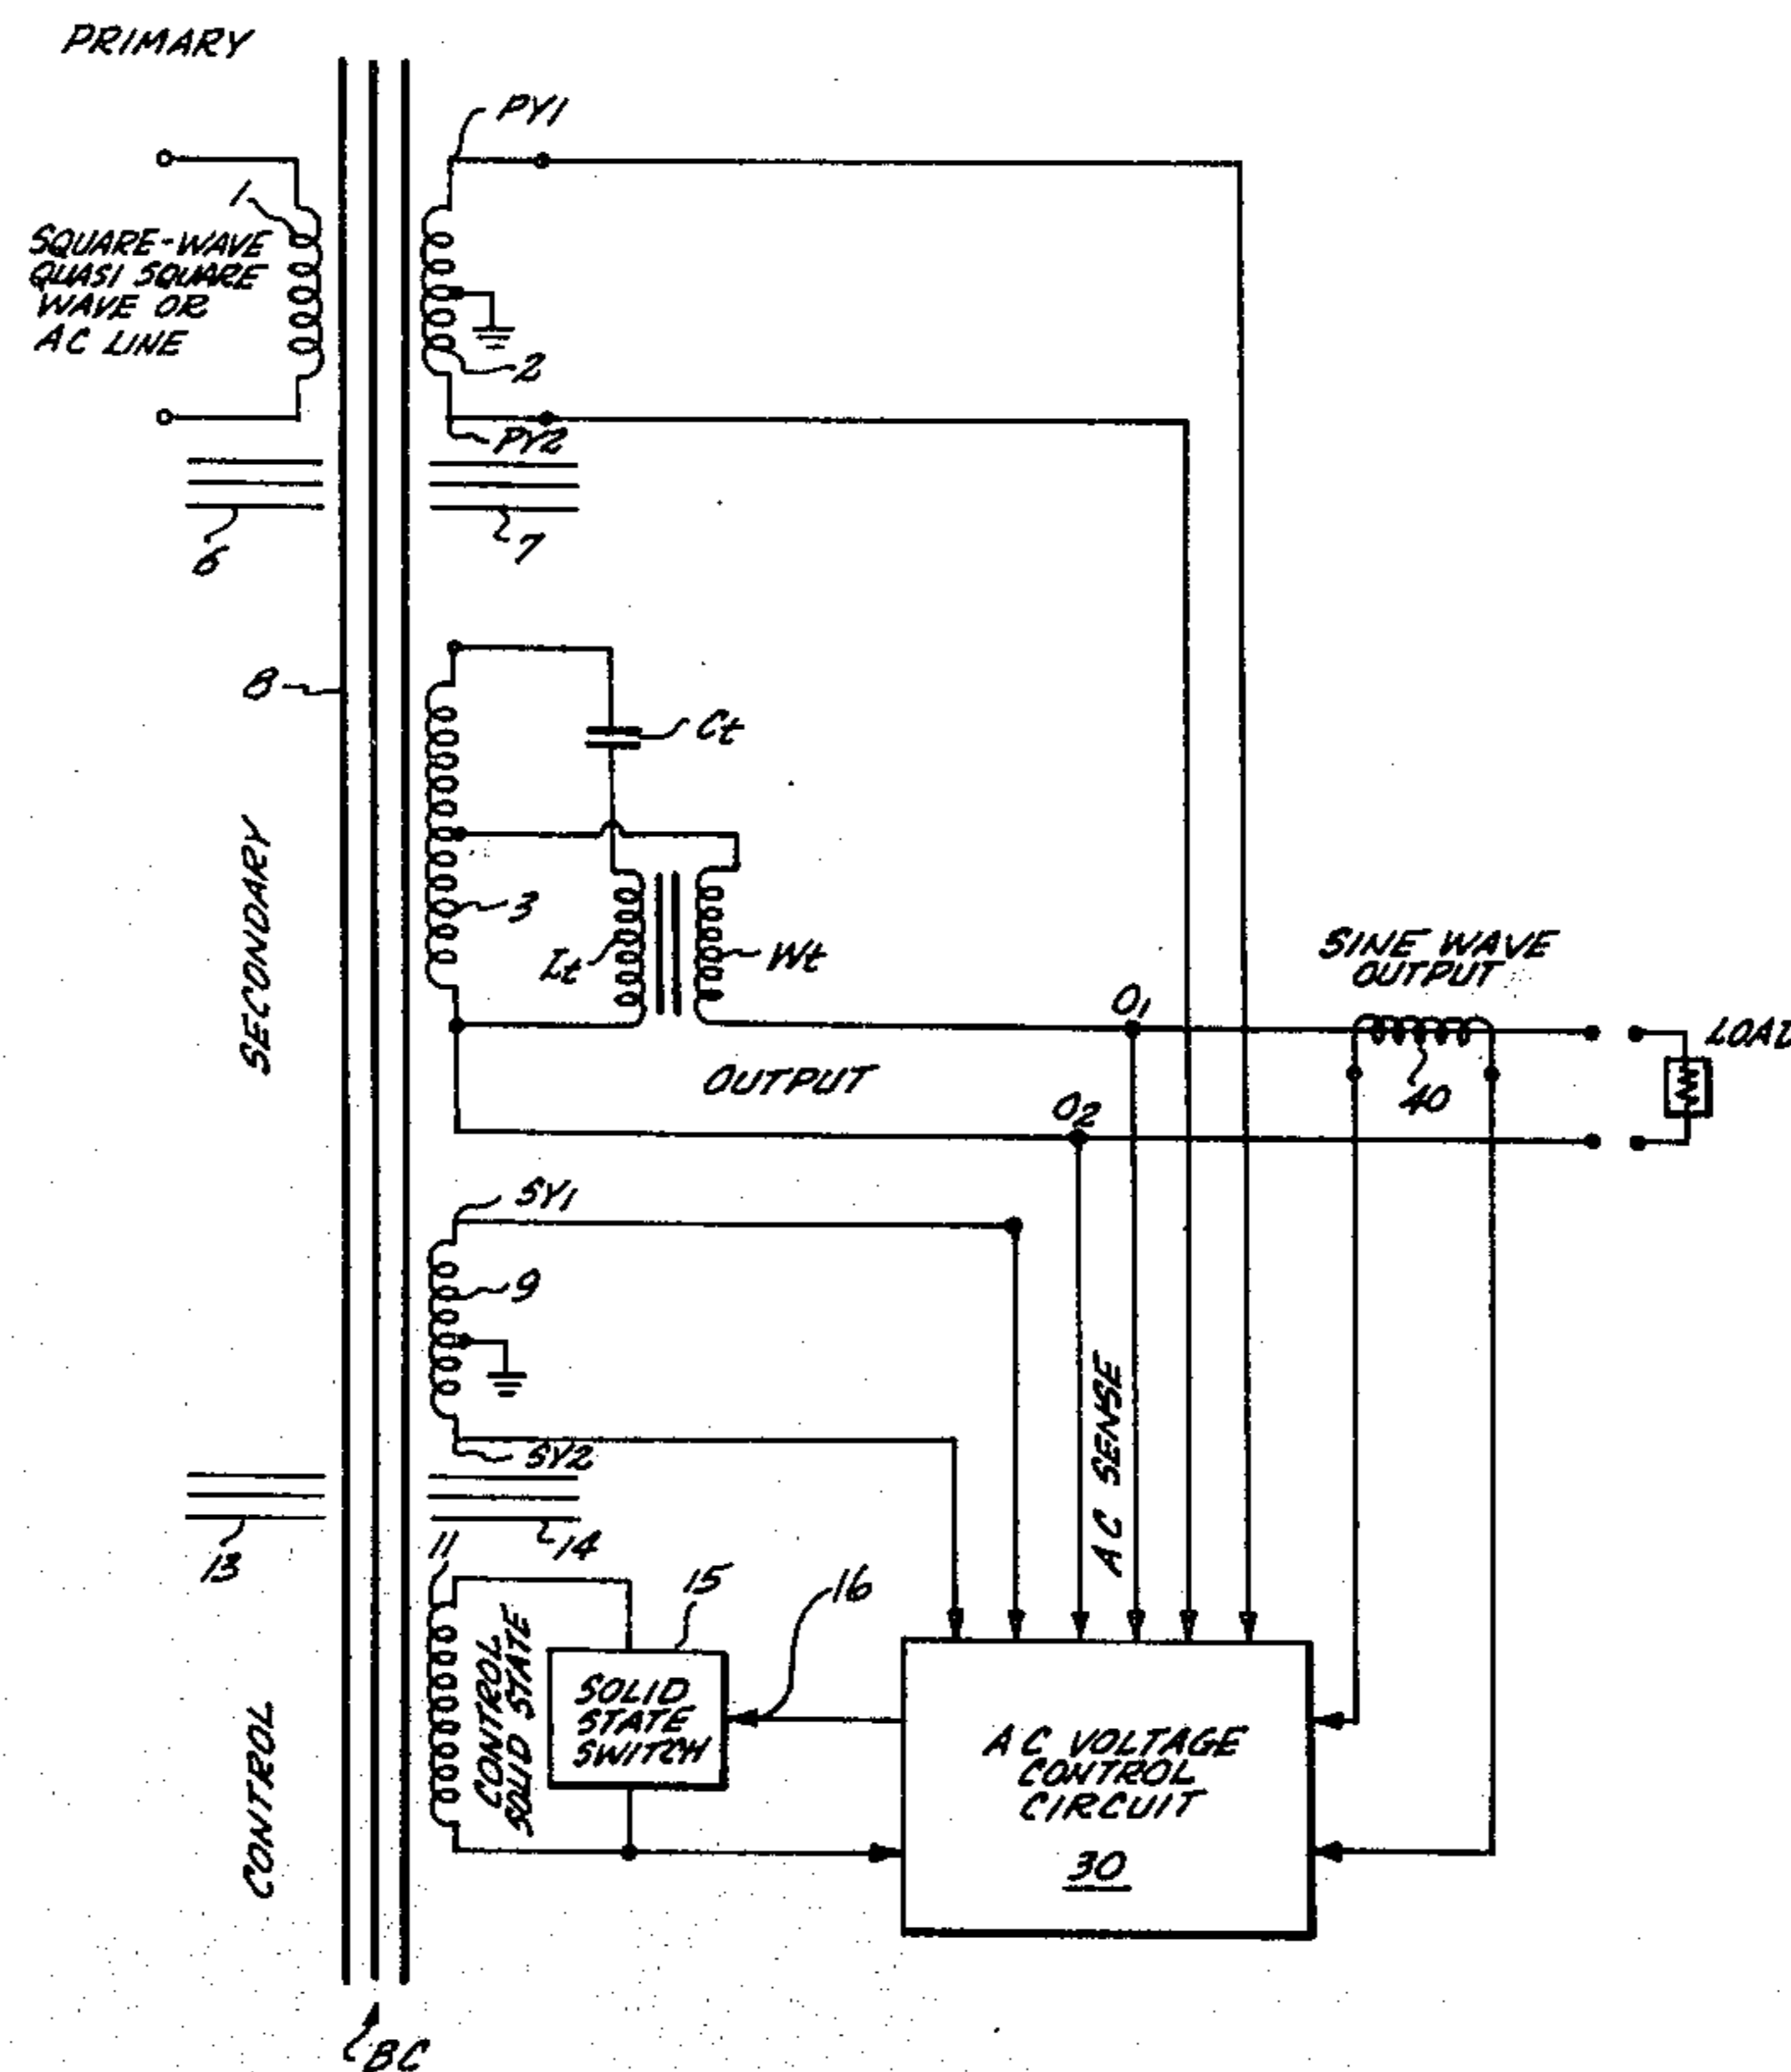 PRIMARY
PY1
1
SQUARE-WAVE
QUASI SQUARE
WAVE OR
AC LINE
2
PY2
6
7
8
Ct
SECONDARY
3
Lt
Wt
SINE WAVE
OUTPUT
O1
LOAD
OUTPUT
40
O2
SY1
9
AC SENSE
SY2
13
11
14
15
16
CONTROL
SOLID STATE
SOLID
STATE
SWITCH
CONTROL
AC VOLTAGE
CONTROL
CIRCUIT
30
BC